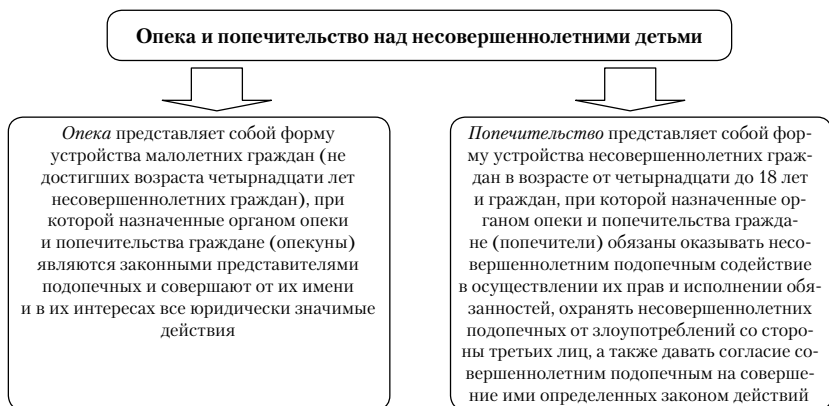 Опека и попечительство над несовершеннолетними детьми
Опека представляет собой форму
устройства малолетних граждан (не
достигших возраста четырнадцати лет
несовершеннолетних граждан), при
которой назначенные органом опеки
и попечительства граждане (опекуны)
являются законными представителями
подопечных и совершают от их имени
и в их интересах все юридически значимые
действия
Попечительство представляет собой фор-
му устройства несовершеннолетних граж-
дан в возрасте от четырнадцати до 18 лет
и граждан, при которой назначенные ор-
ганом опеки и попечительства гражда-
не (попечители) обязаны оказывать несо-
вершеннолетним подопечным содействие
в осуществлении их прав и исполнении обя-
занностей, охранять несовершеннолетних
подопечных от злоупотреблений со сторо-
ны третьих лиц, а также давать согласие со-
вершеннолетним подопечным на соверше-
ние ими определенных законом действий